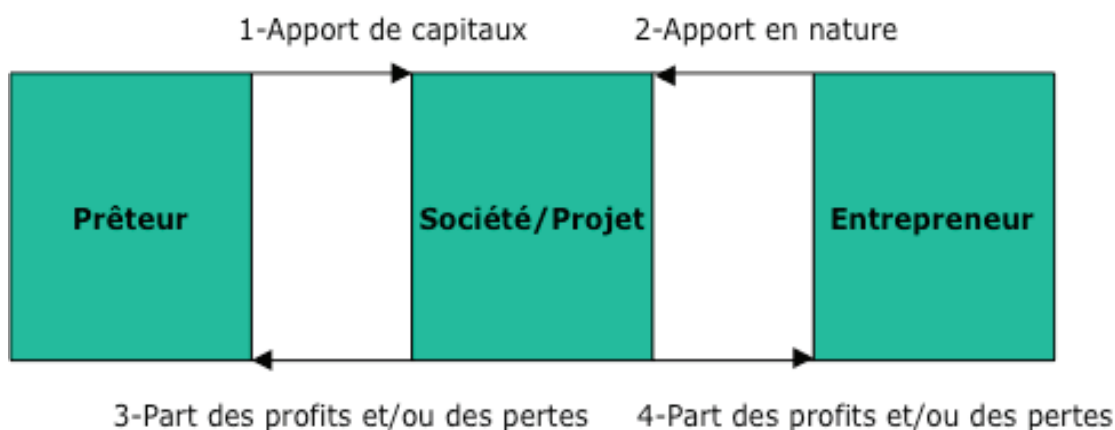 1-Apport de capitaux
2-Apport en nature
Prêteur
Société/Projet
Entrepreneur
3-Part des profits et/ou des pertes
4-Part des profits et/ou des pertes